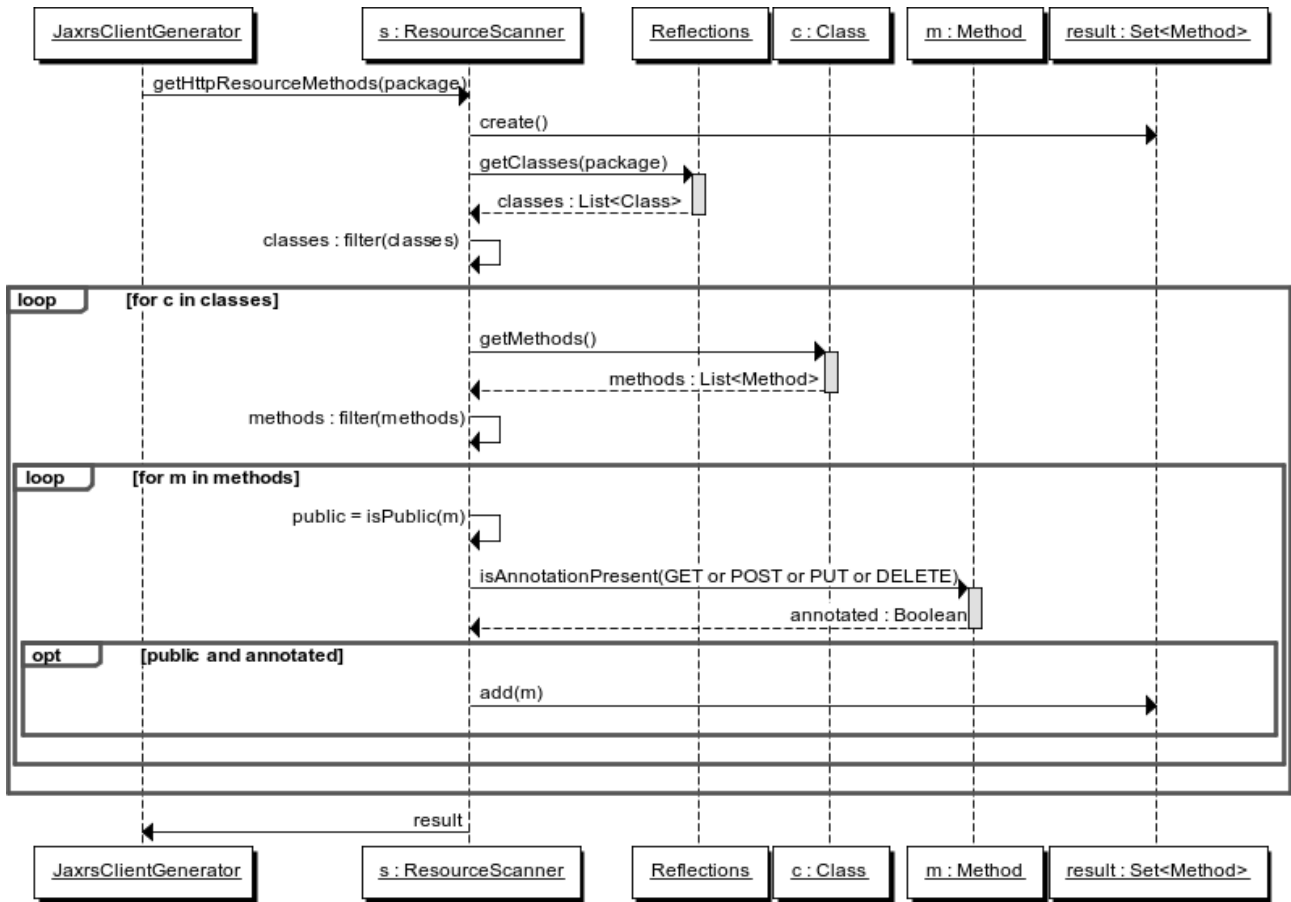 JaxrsClientGenerator
s : ResourceScanner
Reflections
c : Class
m : Method
result : Set<Method>
getHttpResourceMethods(package)
create()
getClasses(package)
classes : List<Class>
classes : filter(classes)
loop
[for c in classes]
getMethods()
methods : List<Method>
methods : filter(methods)
loop
[for m in methods]
public = isPublic(m)
isAnnotationPresent(GET or POST or PUT or DELETE)
annotated : Boolean
opt
[public and annotated]
add(m)
result
JaxrsClientGenerator
s : ResourceScanner
Reflections
c : Class
m : Method
result : Set<Method>